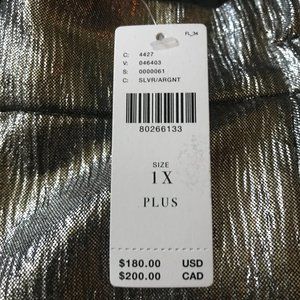 FL_34
C: 4427
V: 046403
S: 0000061
C: SLVR/ARGNT
80266133
SIZE
1X
PLUS
$180.00 USD
$200.00 CAD